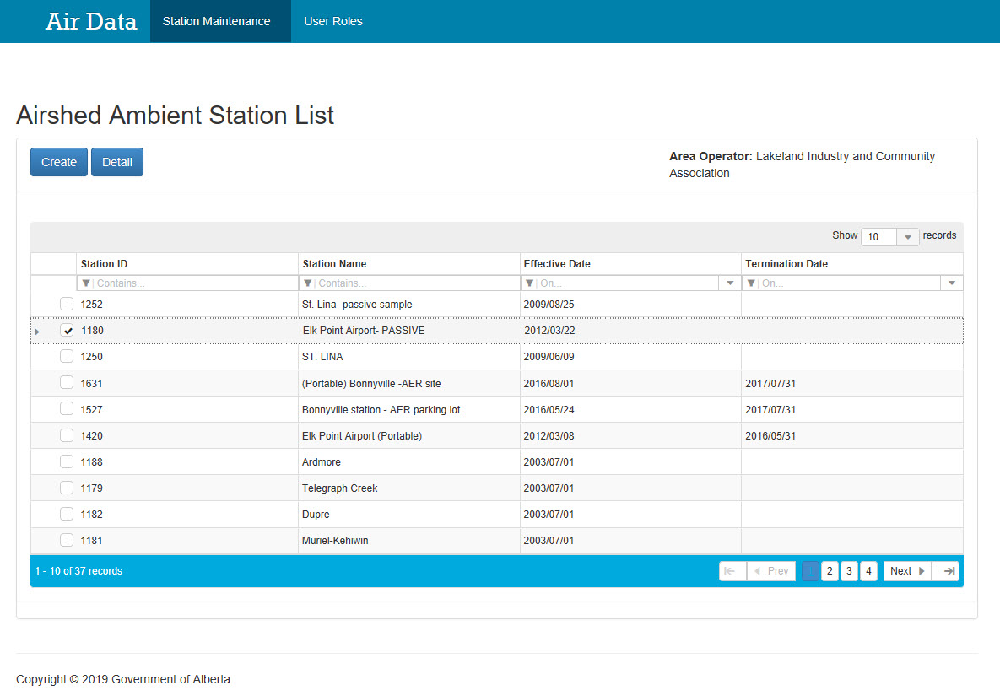 Air Data Station Maintenance User Roles
Airshed Ambient Station List
Create Detail
Area Operator: Lakeland Industry and Community
Association
Show 10 records
Station ID Station Name Effective Date Termination Date
Contains... Contains... On... On...
1252 St. Lina- passive sample 2009/08/25
1180 Elk Point Airport- PASSIVE 2012/03/22
1250 ST. LINA 2009/06/09
1631 (Portable) Bonnyville -AER site 2016/08/01 2017/07/31
1527 Bonnyville station - AER parking lot 2016/05/24 2017/07/31
1420 Elk Point Airport (Portable) 2012/03/08 2016/05/31
1188 Ardmore 2003/07/01
1179 Telegraph Creek 2003/07/01
1182 Dupre 2003/07/01
1181 Muriel-Kehiwin 2003/07/01
1 - 10 of 37 records Prev 1 2 3 4 Next
Copyright © 2019 Government of Alberta